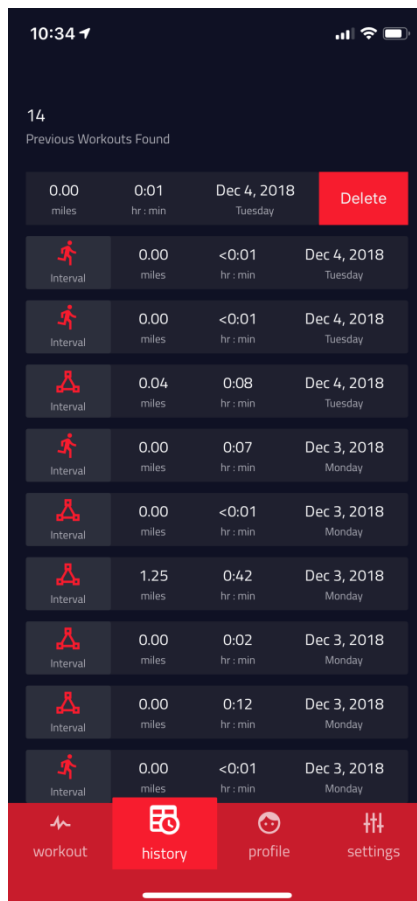 10:34
14
Previous Workouts Found
0.00 0:01 Dec 4, 2018 Delete
miles hr : min Tuesday
0.00 <0:01 Dec 4, 2018
Interval miles hr : min Tuesday
0.00 <0:01 Dec 4, 2018
Interval miles hr : min Tuesday
0.04 0:08 Dec 4, 2018
Interval miles hr : min Tuesday
0.00 0:07 Dec 3, 2018
Interval miles hr : min Monday
0.00 <0:01 Dec 3, 2018
Interval miles hr : min Monday
1.25 0:42 Dec 3, 2018
Interval miles hr : min Monday
0.00 0:02 Dec 3, 2018
Interval miles hr : min Monday
0.00 0:12 Dec 3, 2018
Interval miles hr : min Monday
0.00 <0:01 Dec 3, 2018
Interval miles hr : min Monday
workout history profile settings